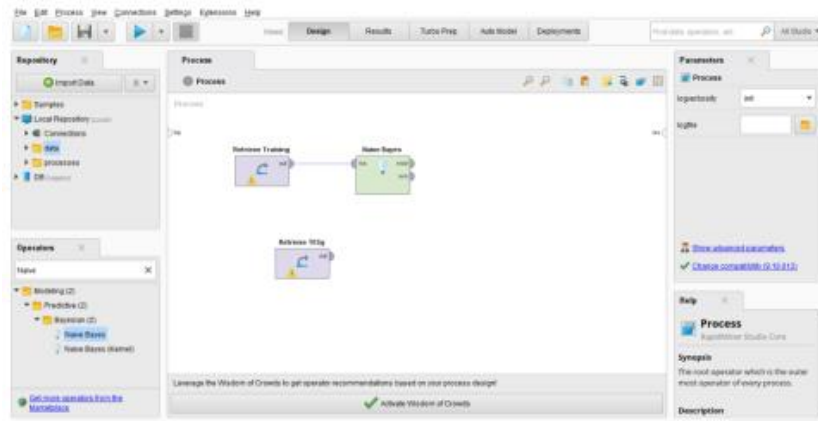 File Edit Process View Connections Settings Extensions Help
Design Results Turbo Prep Auto Model Deployments
All Studio
Repository
Import Data
Samples
Local Repository
Connections
data
processes
DB
Operators
Naive
Modeling (2)
Predictive (2)
Bayesian (2)
Naive Bayes
Naive Bayes (Kernel)
Get more operators from the
Marketplace
Process
Process
Process
Retrieve Training
Naive Bayes
Retrieve
Leverage the Wisdom of Crowds to get operator recommendations based on your process design!
Activate Wisdom of Crowds
Parameters
Process
logverbosity
logfile
Show advanced parameters
Change compatibility
Help
Process
RapidMiner Studio Core
Synopsis
The root operator which is the outer
most operator of every process.
Description